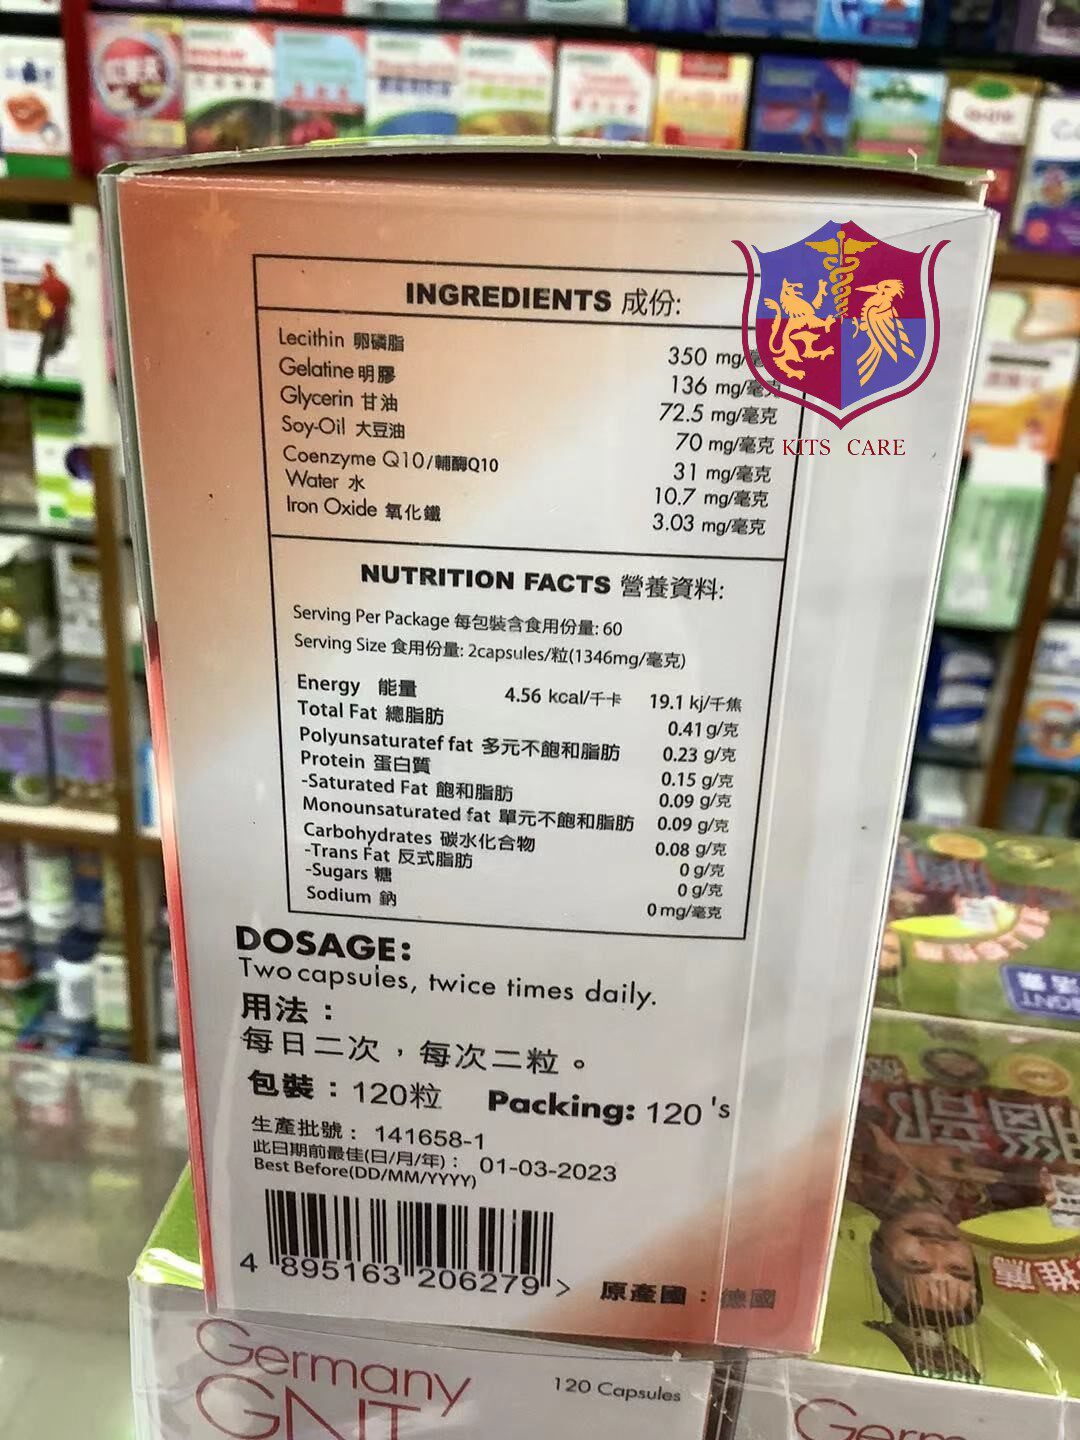 INGREDIENTS 成份:
Lecithin 卵磷脂 350 mg/毫
Gelatine 明膠 136 mg/毫克
Glycerin 甘油 72.5 mg/毫克
Soy-Oil 大豆油 70 mg/毫克
Coenzyme Q10/輔酶Q10 31 mg/毫克
Water 水 10.7 mg/毫克
Iron Oxide 氧化鐵 3.03 mg/毫克
KITS CARE
NUTRITION FACTS 營養資料:
Serving Per Package 每包裝含食用份量: 60
Serving Size 食用份量: 2capsules/粒(1346mg/毫克)
Energy 能量 4.56 kcal/千卡 19.1 kj/千焦
Total Fat 總脂肪 0.41 g/克
Polyunsaturatef fat 多元不飽和脂肪 0.23 g/克
Protein 蛋白質 0.15 g/克
-Saturated Fat 飽和脂肪 0.09 g/克
Monounsaturated fat 單元不飽和脂肪 0.09 g/克
Carbohydrates 碳水化合物 0.08 g/克
-Trans Fat 反式脂肪 0 g/克
-Sugars 糖 0 g/克
Sodium 鈉 0 mg/毫克
DOSAGE:
Two capsules, twice times daily.
用法：
每日二次，每次二粒。
包裝：120粒 Packing: 120's
生產批號： 141658-1
此日期前最佳(日/月/年)： 01-03-2023
Best Before(DD/MM/YYYY)
4 895163 206279 >
原產國：德國
Germany
GNT
120 Capsules